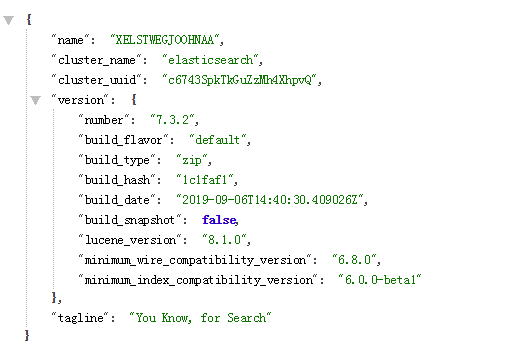 {
"name": "XELSTWEGJOOHNAA",
"cluster_name": "elasticsearch",
"cluster_uuid": "c6743SpkTkGuZzMh4XhpvQ",
"version": {
"number": "7.3.2",
"build_flavor": "default",
"build_type": "zip",
"build_hash": "1c1faf1",
"build_date": "2019-09-06T14:40:30.409026Z",
"build_snapshot": false,
"lucene_version": "8.1.0",
"minimum_wire_compatibility_version": "6.8.0",
"minimum_index_compatibility_version": "6.0.0-beta1"
},
"tagline": "You Know, for Search"
}